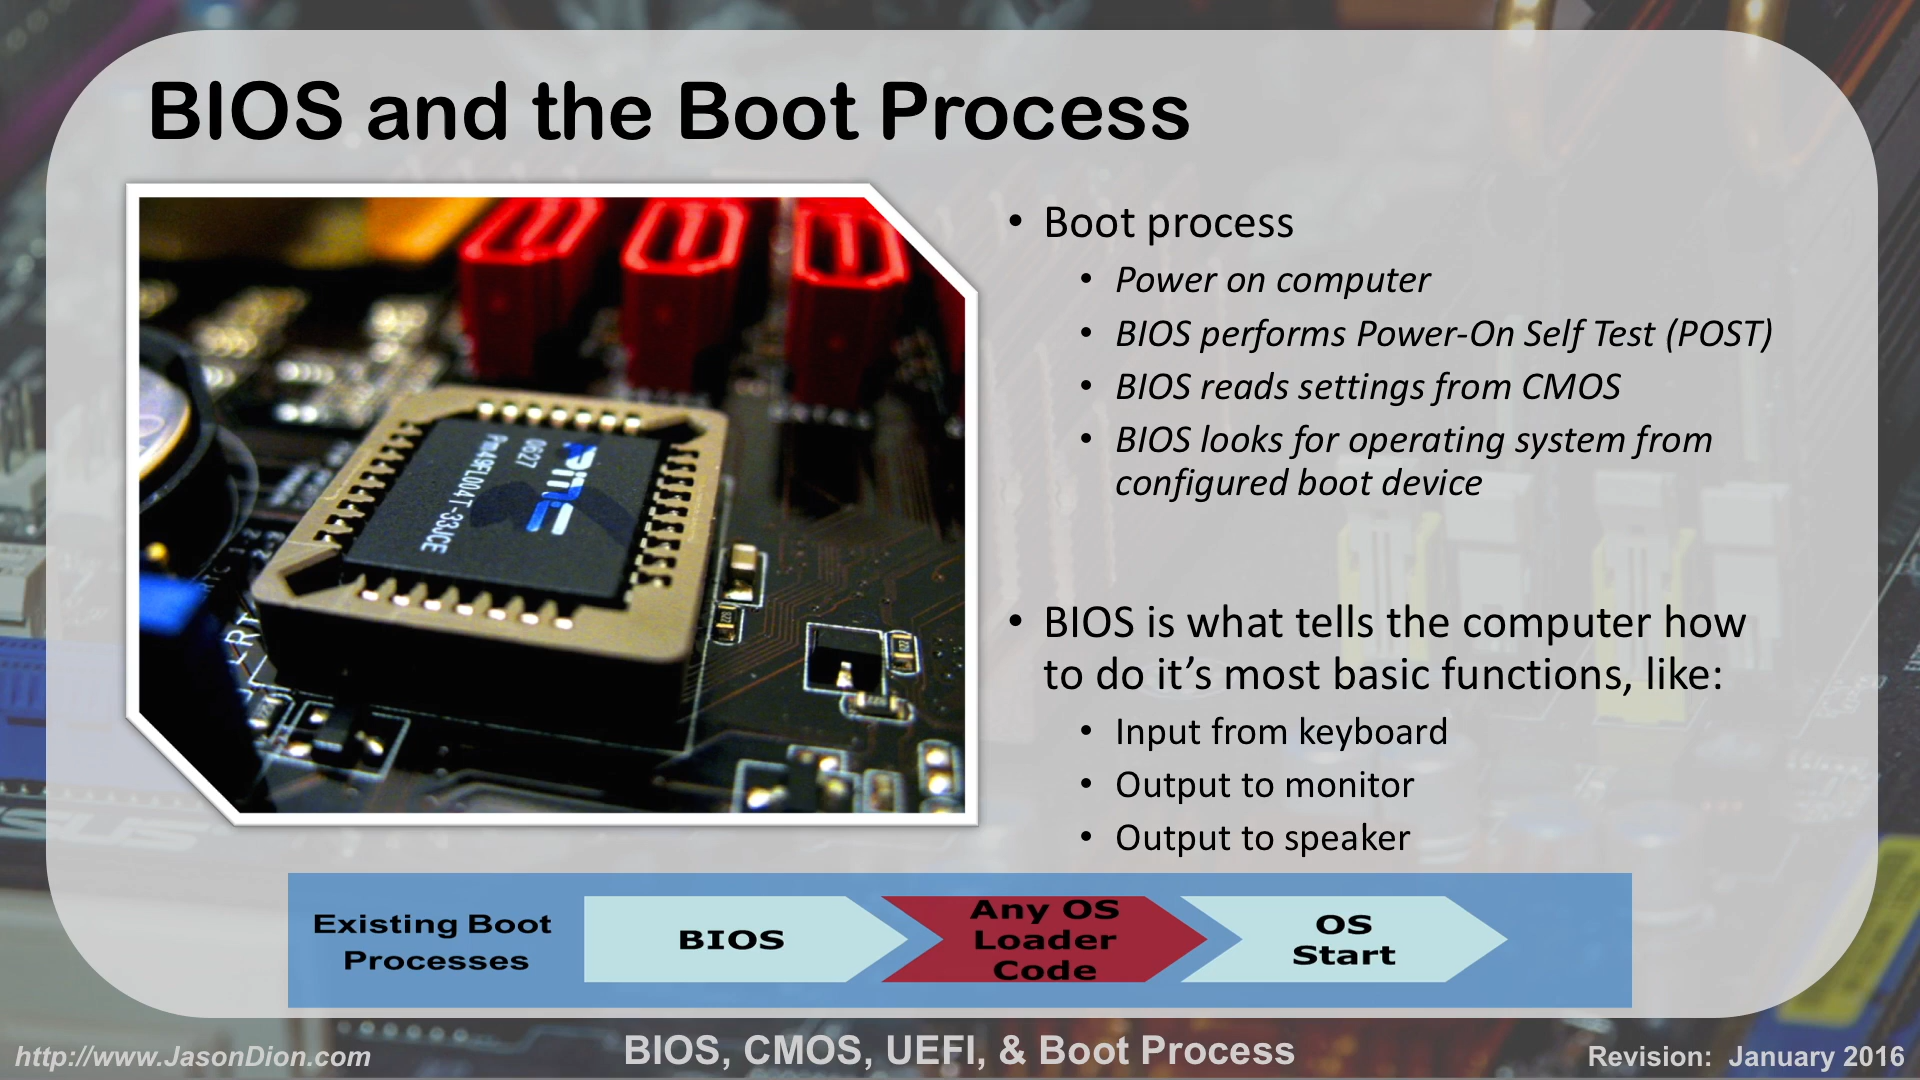 BIOS and the Boot Process
• Boot process
• Power on computer
• BIOS performs Power-On Self Test (POST)
• BIOS reads settings from CMOS
• BIOS looks for operating system from
configured boot device
• BIOS is what tells the computer how
to do it’s most basic functions, like:
• Input from keyboard
• Output to monitor
• Output to speaker
0627
Pm49FL004T-33JCE
Existing Boot
Processes
BIOS
Any OS
Loader
Code
OS
Start
http://www.JasonDion.com
BIOS, CMOS, UEFI, & Boot Process
Revision: January 2016